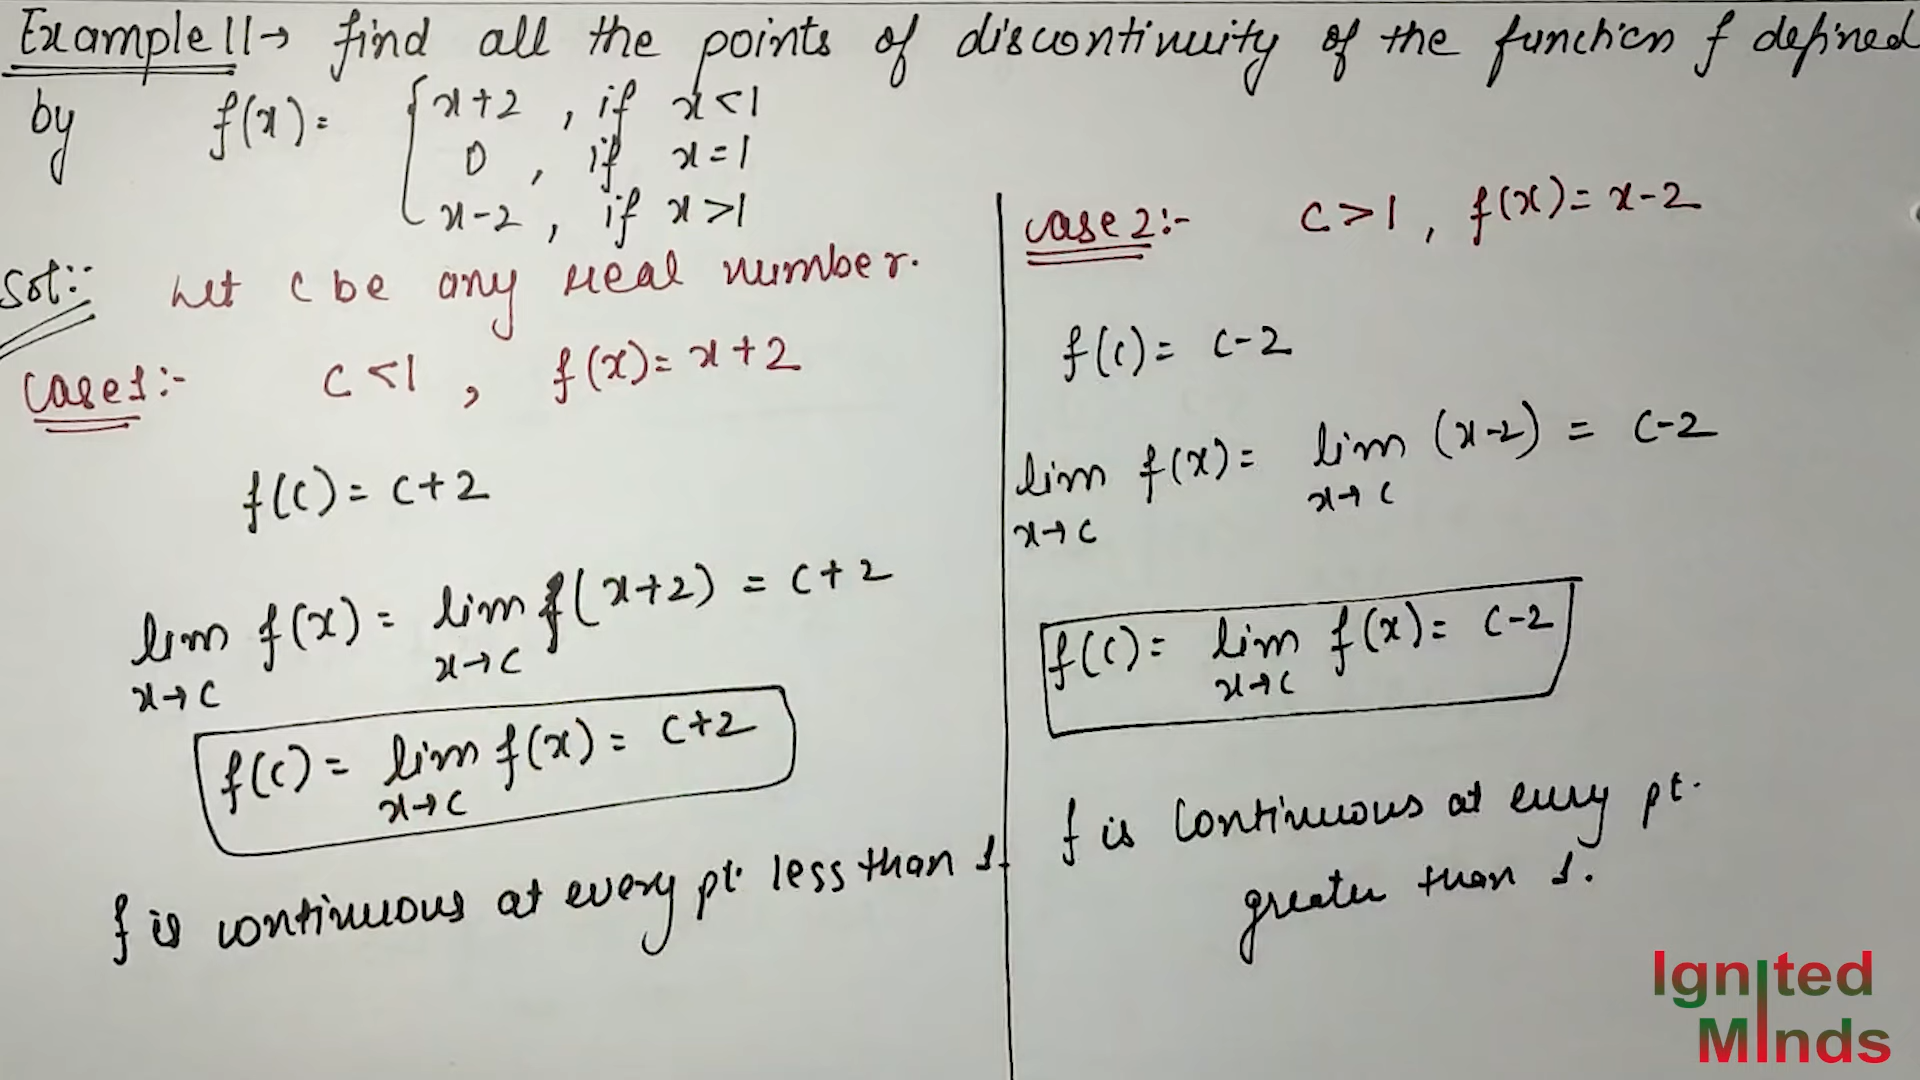 Example 11→ find all the points of discontinuity of the function f defined
by f(x)= { x+2 , if x<1
0 , if x=1
x-2 , if x>1
Sol:- Let c be any real number.
Case 1:- c<1 , f(x)= x+2
f(c)= c+2
lim f(x)= lim f(x+2) = c+2
x→c x→c
f(c)= lim f(x)= c+2
x→c
f is continuous at every pt. less than 1.
Case 2:- c>1 , f(x)= x-2
f(c)= c-2
lim f(x)= lim (x-2) = c-2
x→c x→c
f(c)= lim f(x)= c-2
x→c
f is continuous at every pt.
greater than 1.
Ignited
Minds